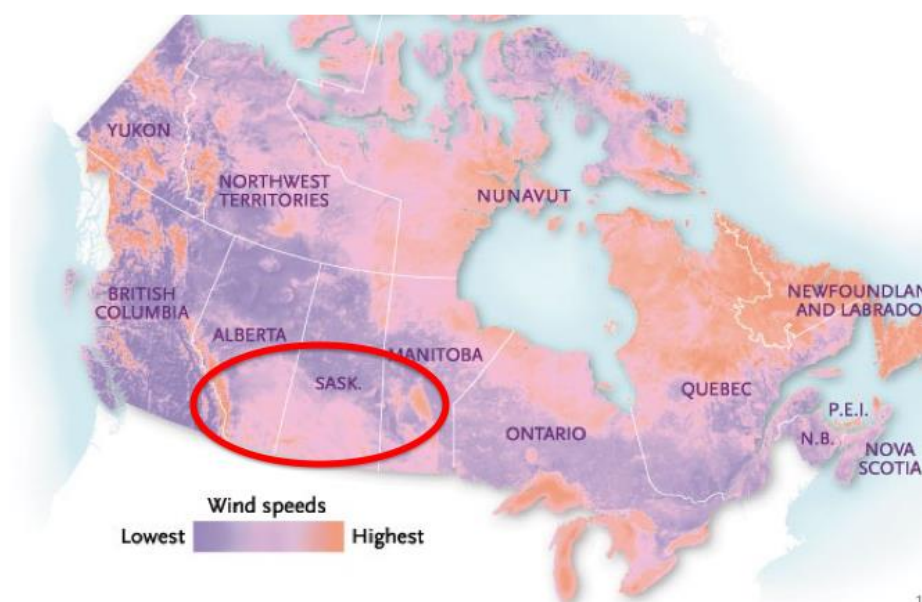 YUKON
NORTHWEST
TERRITORIES
NUNAVUT
BRITISH
COLUMBIA
ALBERTA
SASK.
MANITOBA
ONTARIO
QUEBEC
NEWFOUNDLAN
AND LABRADO
P.E.I.
N.B.
NOVA
SCOTIA
Wind speeds
Lowest
Highest
1